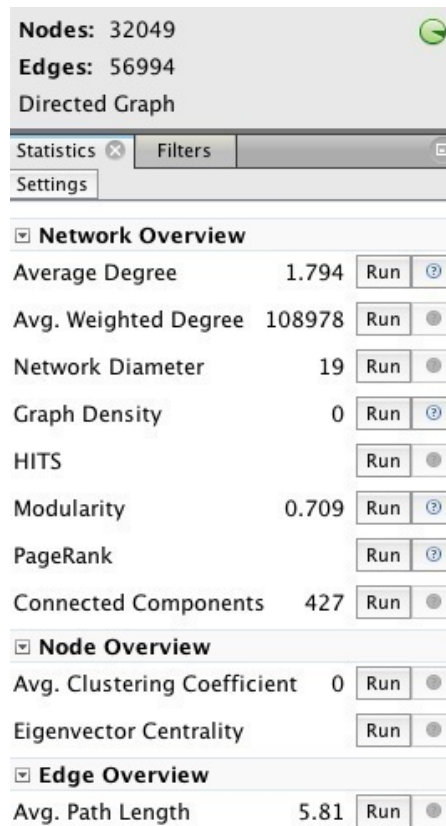 Nodes: 32049
Edges: 56994
Directed Graph
Statistics Filters
Settings
Network Overview
Average Degree 1.794 Run ?
Avg. Weighted Degree 108978 Run ?
Network Diameter 19 Run ?
Graph Density 0 Run ?
HITS Run ?
Modularity 0.709 Run ?
PageRank Run ?
Connected Components 427 Run ?
Node Overview
Avg. Clustering Coefficient 0 Run ?
Eigenvector Centrality Run ?
Edge Overview
Avg. Path Length 5.81 Run ?